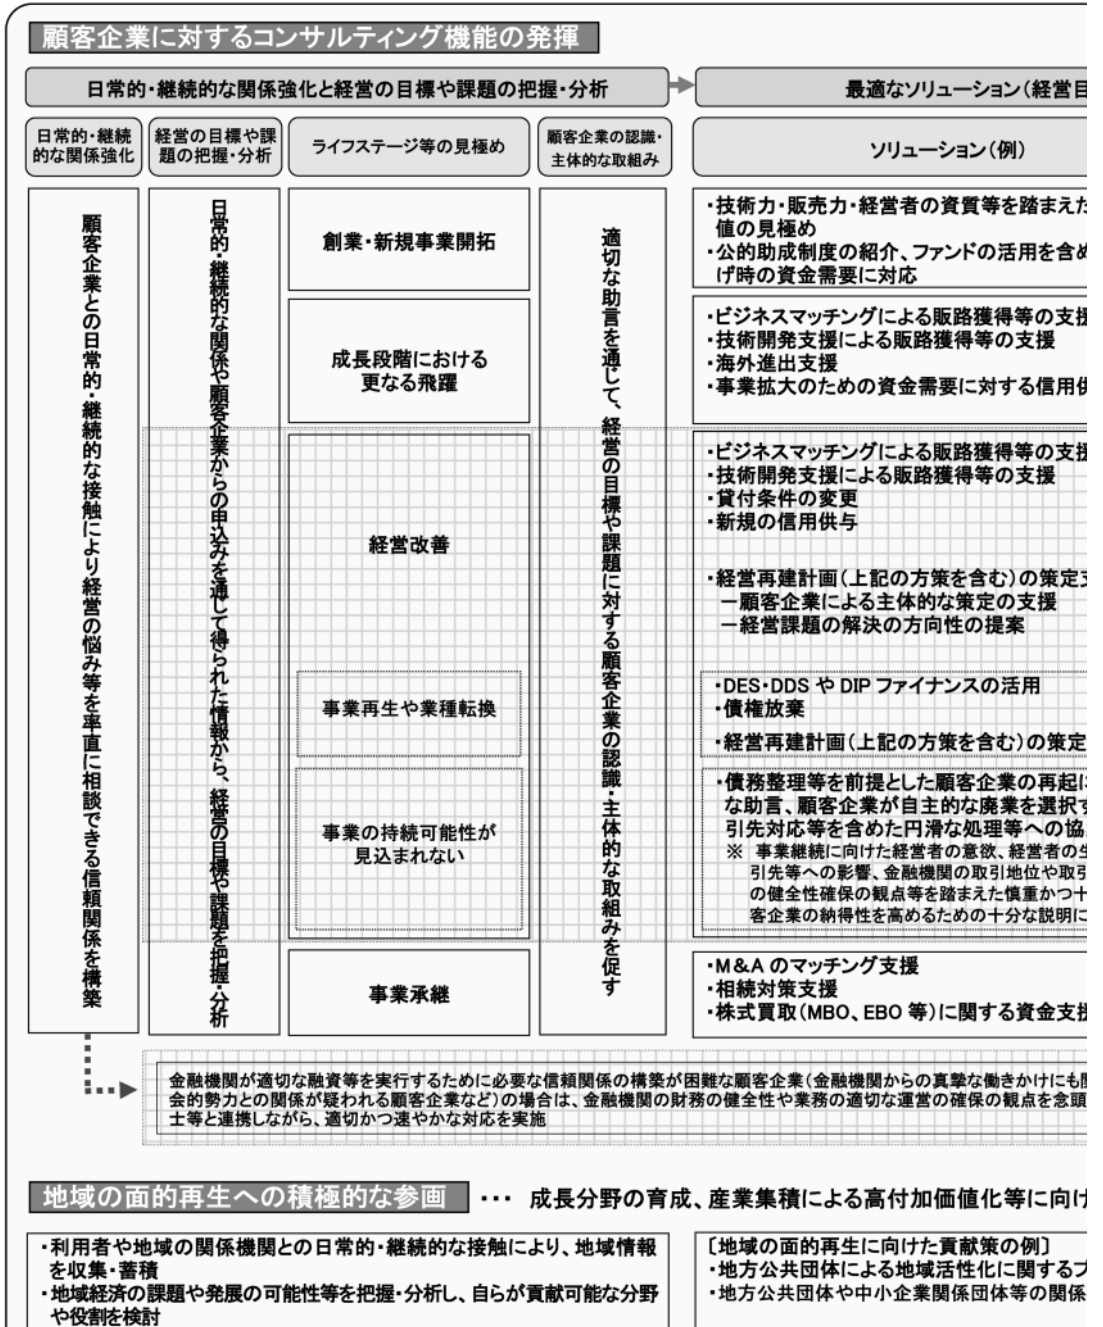 顧客企業に対するコンサルティング機能の発揮
日常的・継続的な関係強化と経営の目標や課題の把握・分析
最適なソリューション（経営目
日常的・継続
的な関係強化
経営の目標や課
題の把握・分析
ライフステージ等の見極め
顧客企業の認識・
主体的な取組み
ソリューション（例）
顧客企業との日常的・継続的な接触により経営の悩み等を率直に相談できる信頼関係を構築
日常的・継続的な関係や顧客企業からの申込みを通じて得られた情報から、経営の目標や課題を把握・分析
創業・新規事業開拓
成長段階における
更なる飛躍
経営改善
事業再生や業種転換
事業の持続可能性が
見込まれない
事業承継
適切な助言を通じて、経営の目標や課題に対する顧客企業の認識・主体的な取組みを促す
・技術力・販売力・経営者の資質等を踏まえた
値の見極め
・公的助成制度の紹介、ファンドの活用を含め
げ時の資金需要に対応
・ビジネスマッチングによる販路獲得等の支援
・技術開発支援による販路獲得等の支援
・海外進出支援
・事業拡大のための資金需要に対する信用供
・ビジネスマッチングによる販路獲得等の支援
・技術開発支援による販路獲得等の支援
・貸付条件の変更
・新規の信用供与
・経営再建計画（上記の方策を含む）の策定支
－顧客企業による主体的な策定の支援
－経営課題の解決の方向性の提案
・DES・DDS や DIP ファイナンスの活用
・債権放棄
・経営再建計画（上記の方策を含む）の策定
・債務整理等を前提とした顧客企業の再起に
な助言、顧客企業が自主的な廃業を選択す
引先対応等を含めた円滑な処理等への協
※ 事業継続に向けた経営者の意欲、経営者の生
引先等への影響、金融機関の取引地位や取引
の健全性確保の観点等を踏まえた慎重かつ十
客企業の納得性を高めるための十分な説明に
・M&A のマッチング支援
・相続対策支援
・株式買取（MBO、EBO 等）に関する資金支援
金融機関が適切な融資等を実行するために必要な信頼関係の構築が困難な顧客企業（金融機関からの真摯な働きかけにも関
会的勢力との関係が疑われる顧客企業など）の場合は、金融機関の財務の健全性や業務の適切な運営の確保の観点を念頭
士等と連携しながら、適切かつ速やかな対応を実施
地域の面的再生への積極的な参画 ・・・ 成長分野の育成、産業集積による高付加価値化等に向け
・利用者や地域の関係機関との日常的・継続的な接触により、地域情報
を収集・蓄積
・地域経済の課題や発展の可能性等を把握・分析し、自らが貢献可能な分野
や役割を検討
〔地域の面的再生に向けた貢献策の例〕
・地方公共団体による地域活性化に関するプ
・地方公共団体や中小企業関係団体等の関係